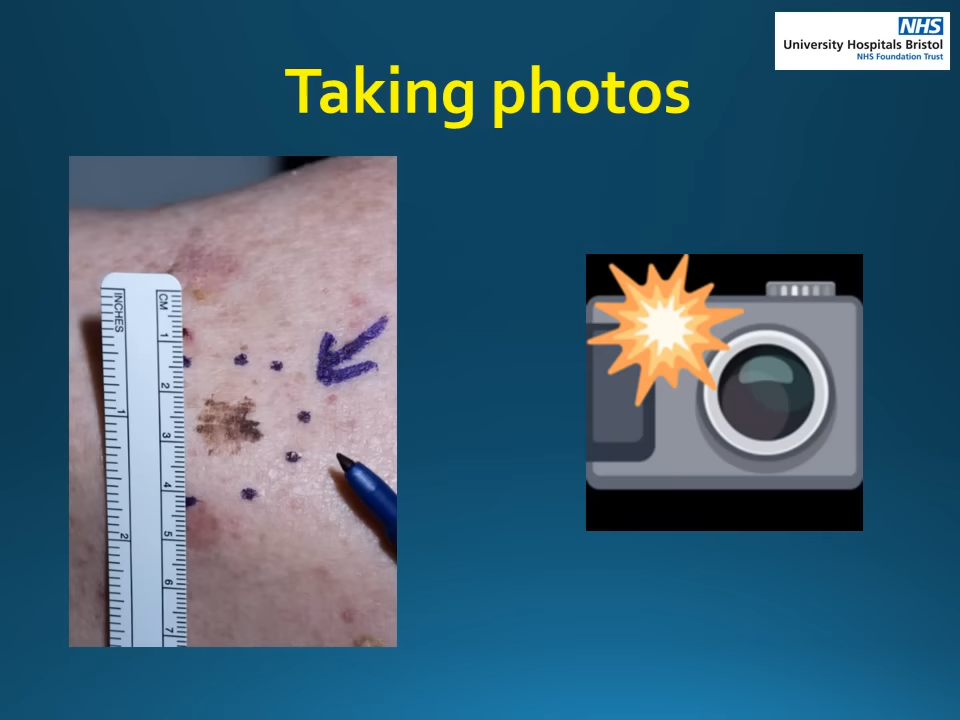 NHS
University Hospitals Bristol
NHS Foundation Trust
Taking photos
INCHES
CM
1
2
1
3
4
2
5
6
7